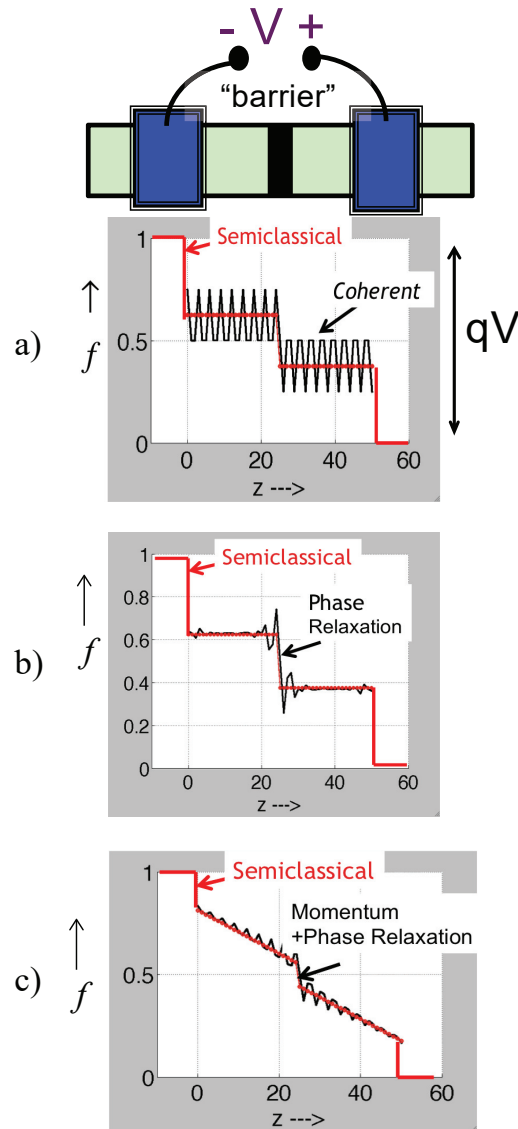 - V +
“barrier”
Semiclassical
1
Coherent
↑
a)
f
0.5
qV
0
0 20 40 60
z --->
Semiclassical
1
0.8
Phase
Relaxation
b)
f
0.6
0.4
0.2
0
0 20 40 60
z --->
1
Semiclassical
Momentum
+Phase Relaxation
c)
f
0.5
0
0 20 40 60
z --->